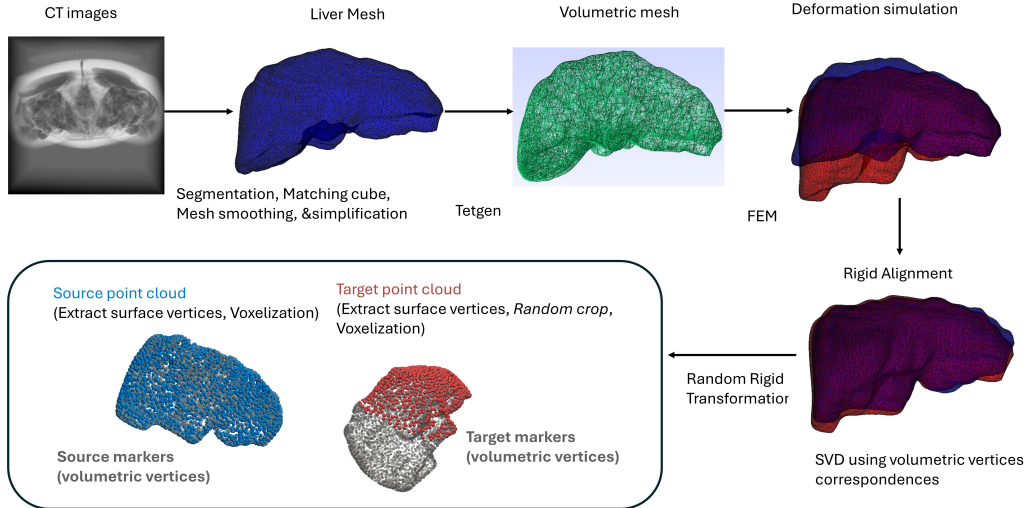 CT images
Liver Mesh
Volumetric mesh
Deformation simulation
Segmentation, Matching cube,
Mesh smoothing, &simplification
Tetgen
FEM
Rigid Alignment
SVD using volumetric vertices
correspondences
Random Rigid
Transformation
Source point cloud
(Extract surface vertices, Voxelization)
Target point cloud
(Extract surface vertices, Random crop,
Voxelization)
Source markers
(volumetric vertices)
Target markers
(volumetric vertices)